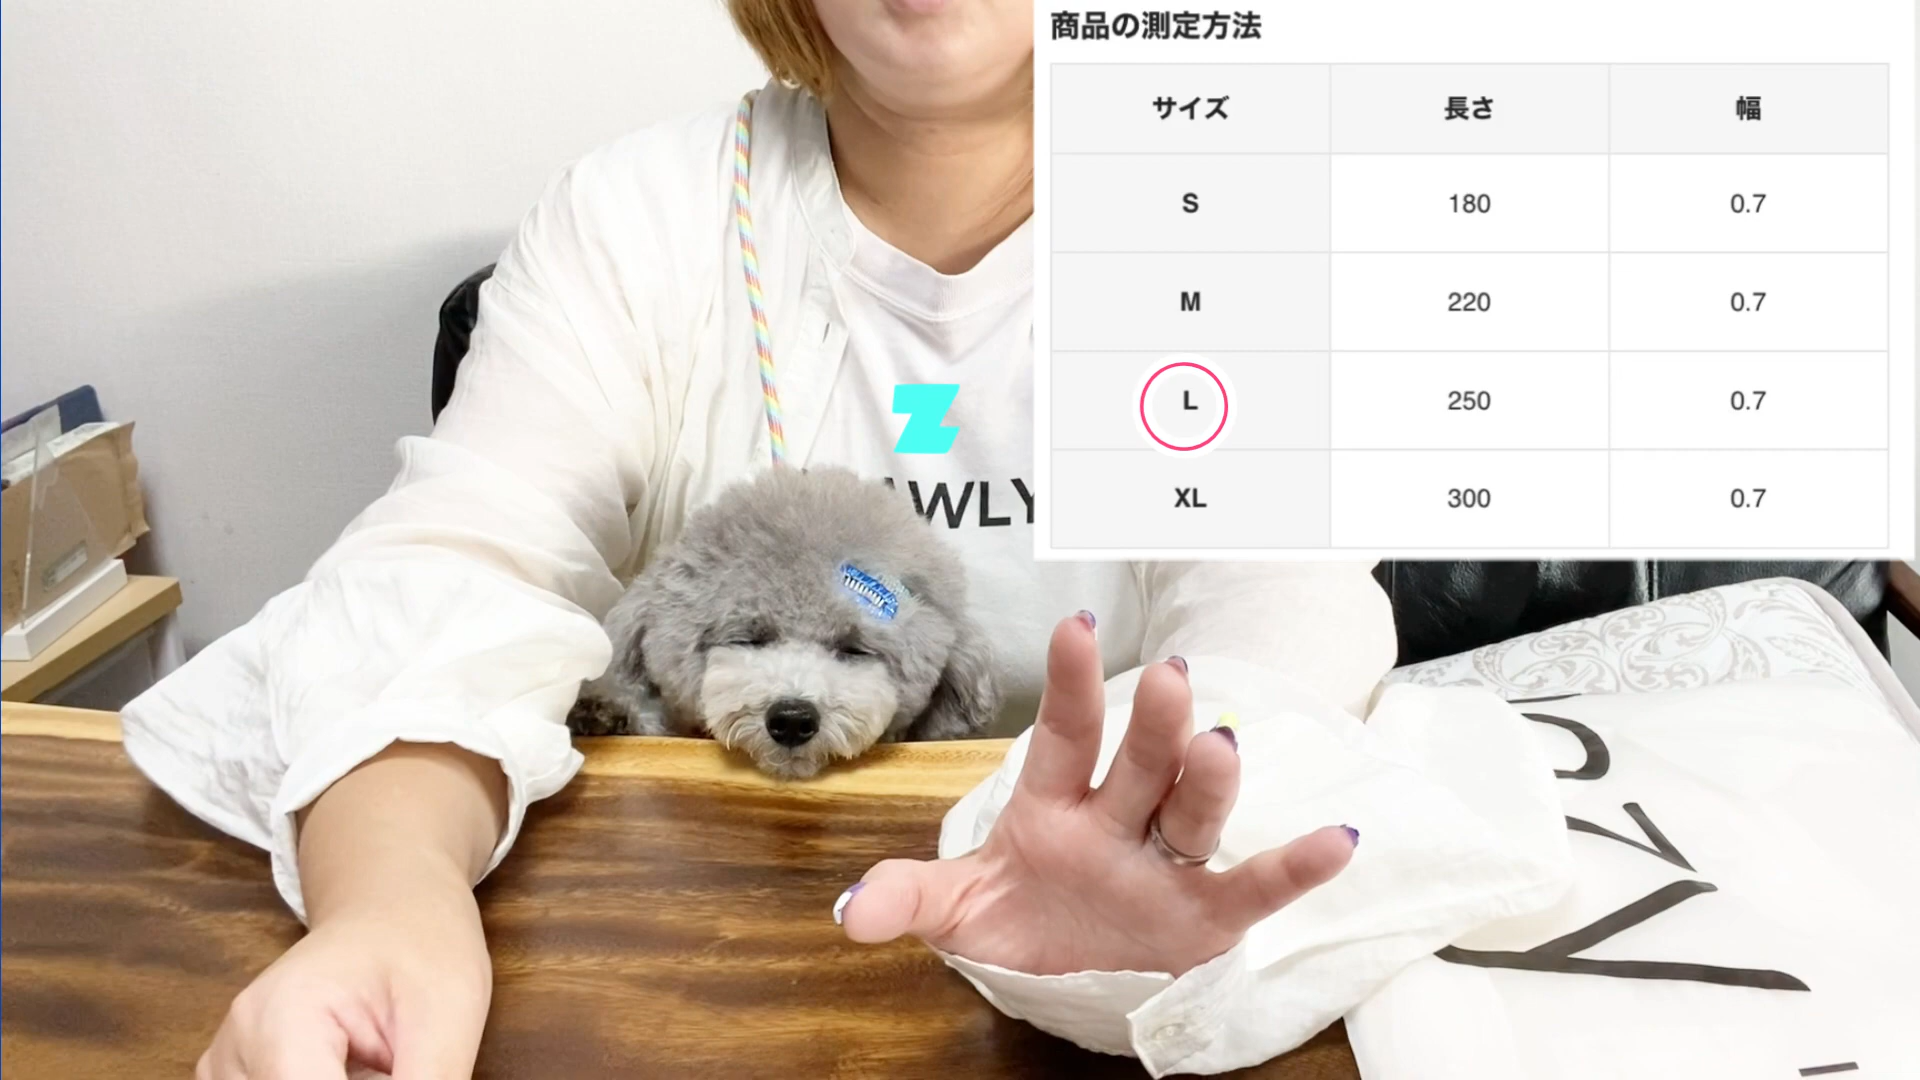 商品の測定方法
サイズ 長さ 幅
S 180 0.7
M 220 0.7
L 250 0.7
XL 300 0.7
Z
AWLY